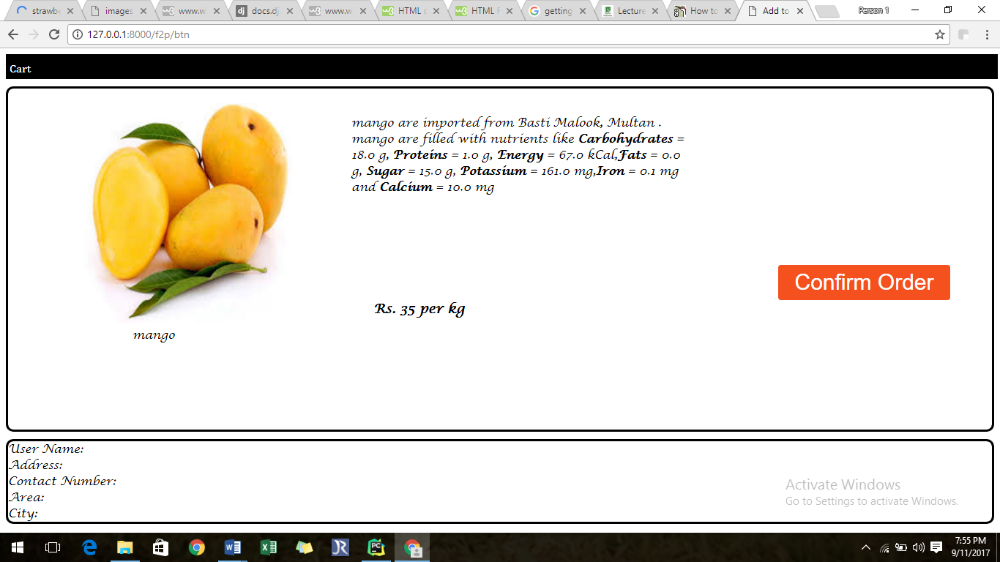 strawbe
images
www.w
docs.dj
www.w
HTML c
HTML F
getting
Lecture
How to
Add to
Person 1
127.0.0.1:8000/f2p/btn
Cart
mango are imported from Basti Malook, Multan .
mango are filled with nutrients like Carbohydrates =
18.0 g, Proteins = 1.0 g, Energy = 67.0 kCal,Fats = 0.0
g, Sugar = 15.0 g, Potassium = 161.0 mg,Iron = 0.1 mg
and Calcium = 10.0 mg
Confirm Order
Rs. 35 per kg
mango
User Name:
Address:
Contact Number:
Area:
City:
Activate Windows
Go to Settings to activate Windows.
7:55 PM
9/11/2017